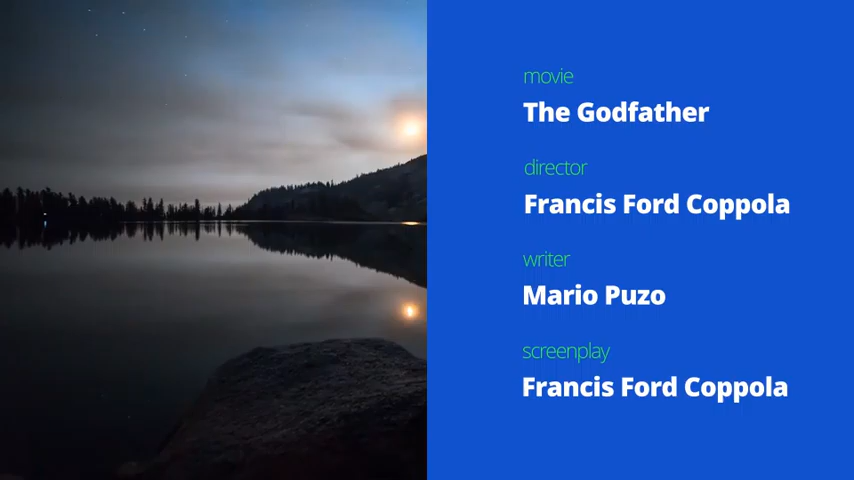 movie
The Godfather
director
Francis Ford Coppola
writer
Mario Puzo
screenplay
Francis Ford Coppola